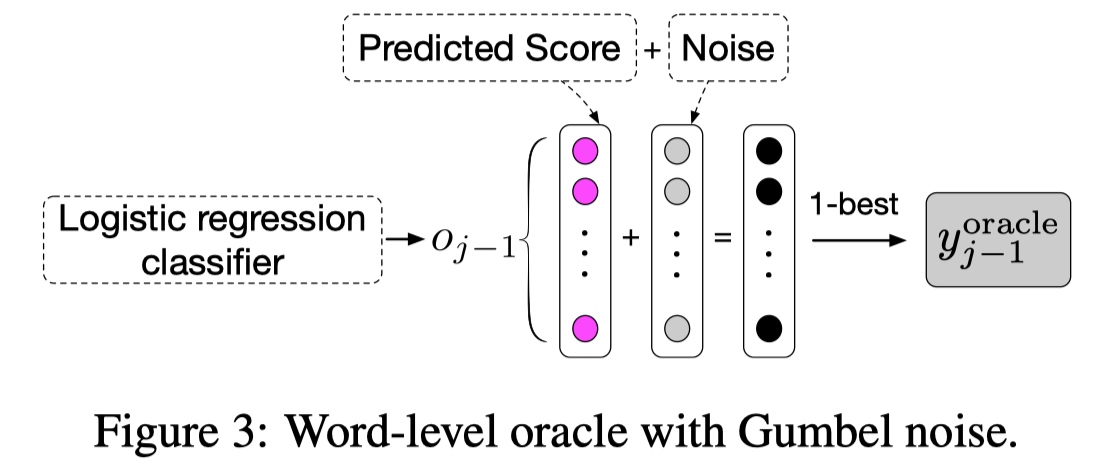 Predicted Score + Noise
Logistic regression
classifier
o_{j-1}
+
=
1-best
y_{j-1}^{oracle}
Figure 3: Word-level oracle with Gumbel noise.